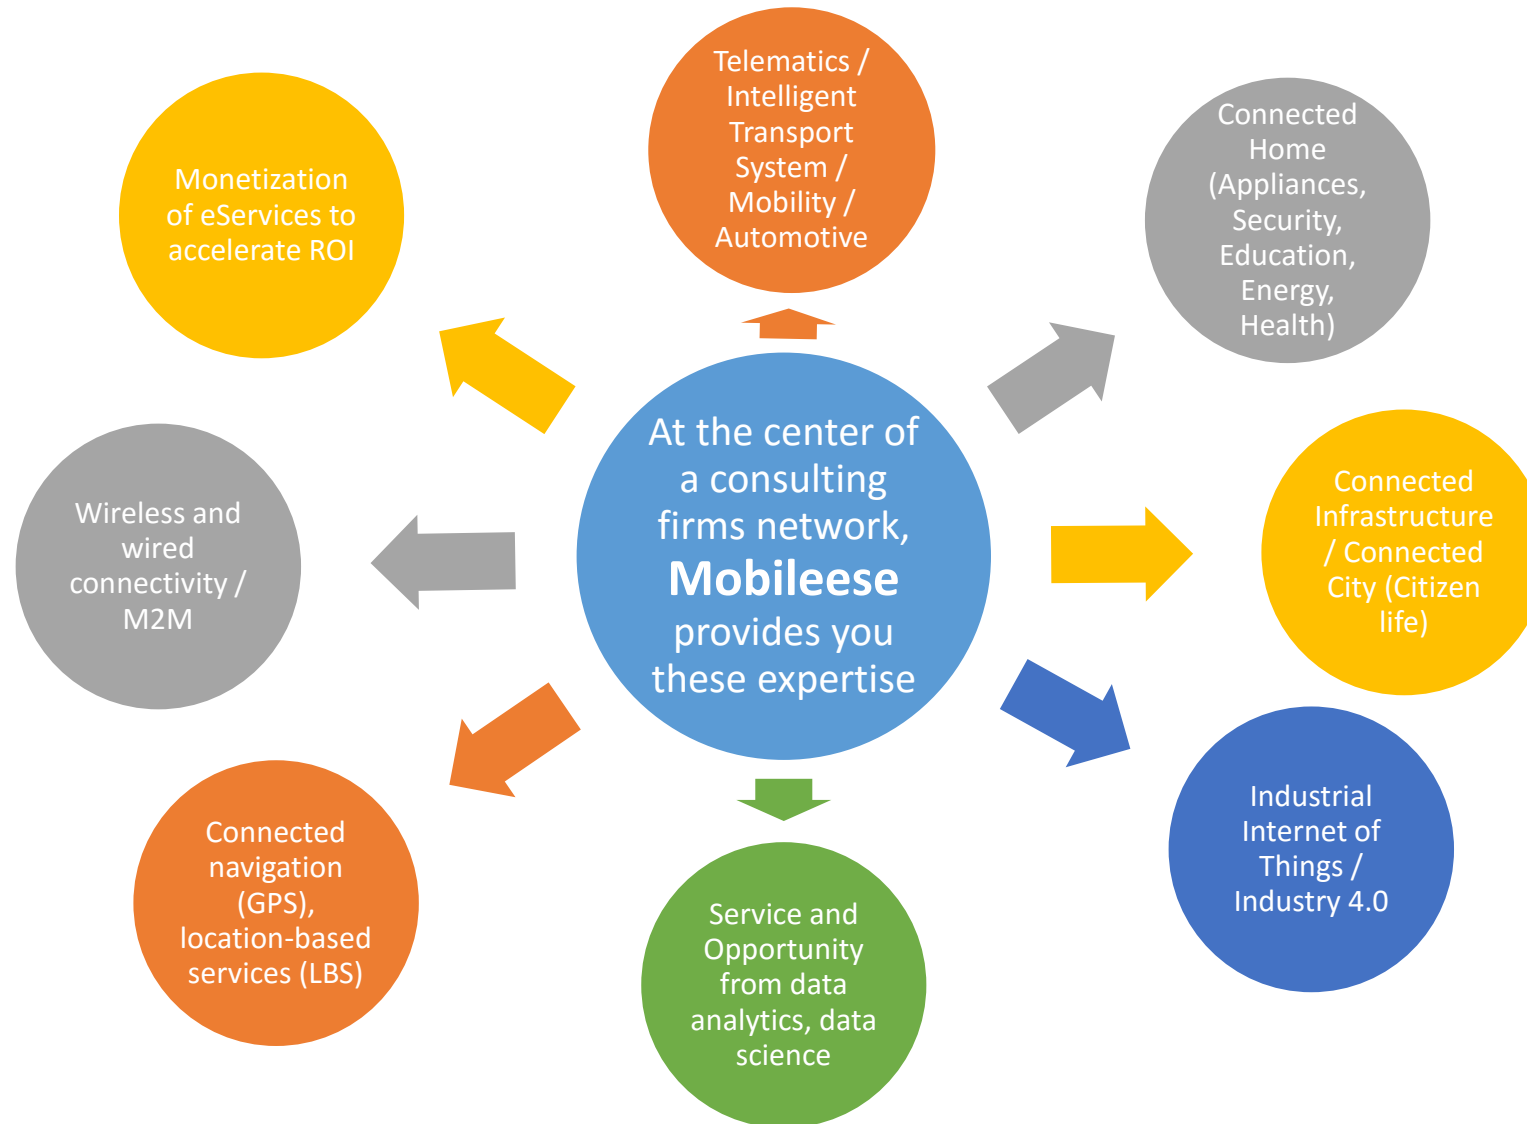 Telematics /
Intelligent
Transport
System /
Mobility /
Automotive
Connected
Home
(Appliances,
Security,
Education,
Energy,
Health)
Connected
Infrastructure
/ Connected
City (Citizen
life)
Industrial
Internet of
Things /
Industry 4.0
Service and
Opportunity
from data
analytics, data
science
Connected
navigation
(GPS),
location-based
services (LBS)
Wireless and
wired
connectivity /
M2M
Monetization
of eServices to
accelerate ROI
At the center of
a consulting
firms network,
Mobileese
provides you
these expertise